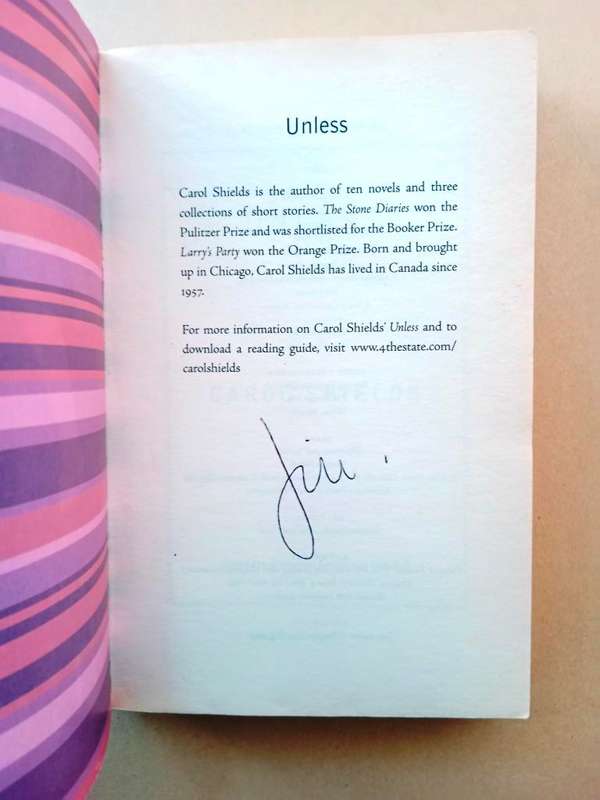 Unless
Carol Shields is the author of ten novels and three
collections of short stories. The Stone Diaries won the
Pulitzer Prize and was shortlisted for the Booker Prize.
Larry's Party won the Orange Prize. Born and brought
up in Chicago, Carol Shields has lived in Canada since
1957.
For more information on Carol Shields' Unless and to
download a reading guide, visit www.4thestate.com/
carolshields